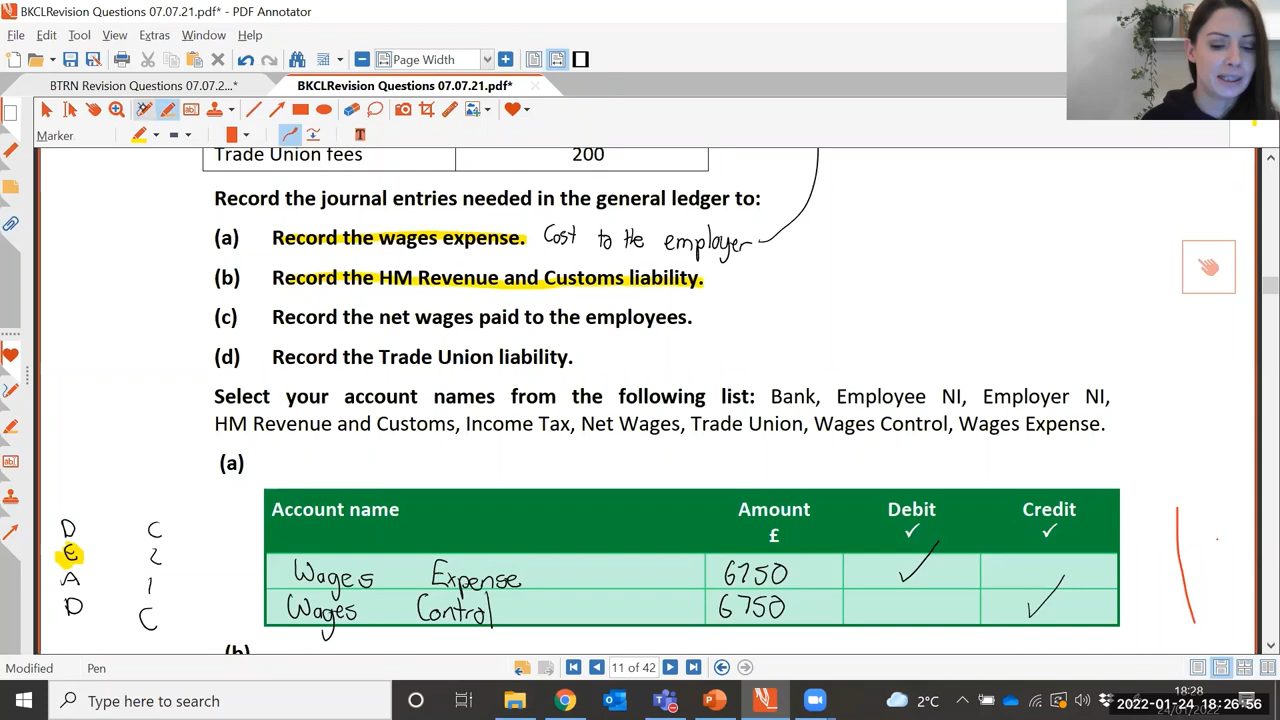 BKCLRevision Questions 07.07.21.pdf* - PDF Annotator
File Edit Tool View Extras Window Help
Page Width
BTRN Revision Questions 07.07.2...* BKCLRevision Questions 07.07.21.pdf*
Marker
Trade Union fees 200
Record the journal entries needed in the general ledger to:
(a) Record the wages expense. Cost to the employer
(b) Record the HM Revenue and Customs liability.
(c) Record the net wages paid to the employees.
(d) Record the Trade Union liability.
Select your account names from the following list: Bank, Employee NI, Employer NI,
HM Revenue and Customs, Income Tax, Net Wages, Trade Union, Wages Control, Wages Expense.
(a)
Account name Amount Debit Credit
£ ✓ ✓
D C
E 2
A 1
D C
Wages Expense 6750 ✓
Wages Control 6750 ✓
(b)
Modified Pen 11 of 42
Type here to search
2°C
18:28
2022-01-24 18:26:56